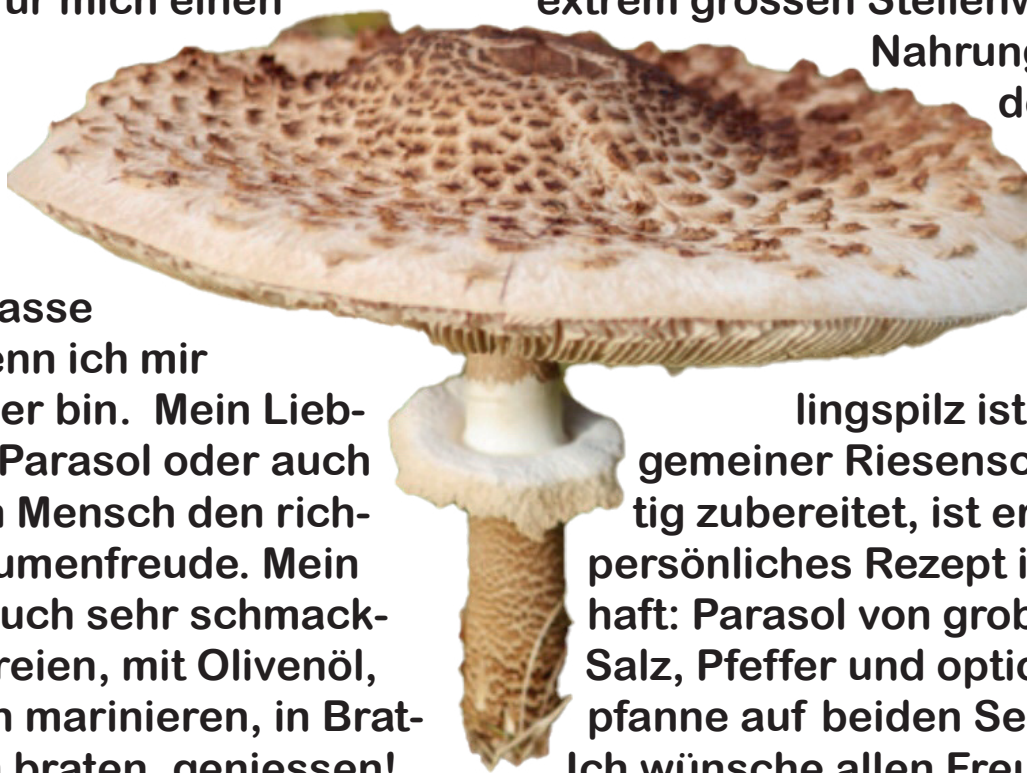 ür mich einen extrem grossen Stellenw
Nahrung
de
asse
enn ich mir
er bin. Mein Lieb- lingspilz ist
Parasol oder auch gemeiner Riesensc
n Mensch den rich- tig zubereitet, ist er
umenfreude. Mein persönliches Rezept i
uch sehr schmack- haft: Parasol von grob
reien, mit Olivenöl, Salz, Pfeffer und optio
n marinieren, in Brat- pfanne auf beiden Se
braten, geniessen! Ich wünsche allen Freu